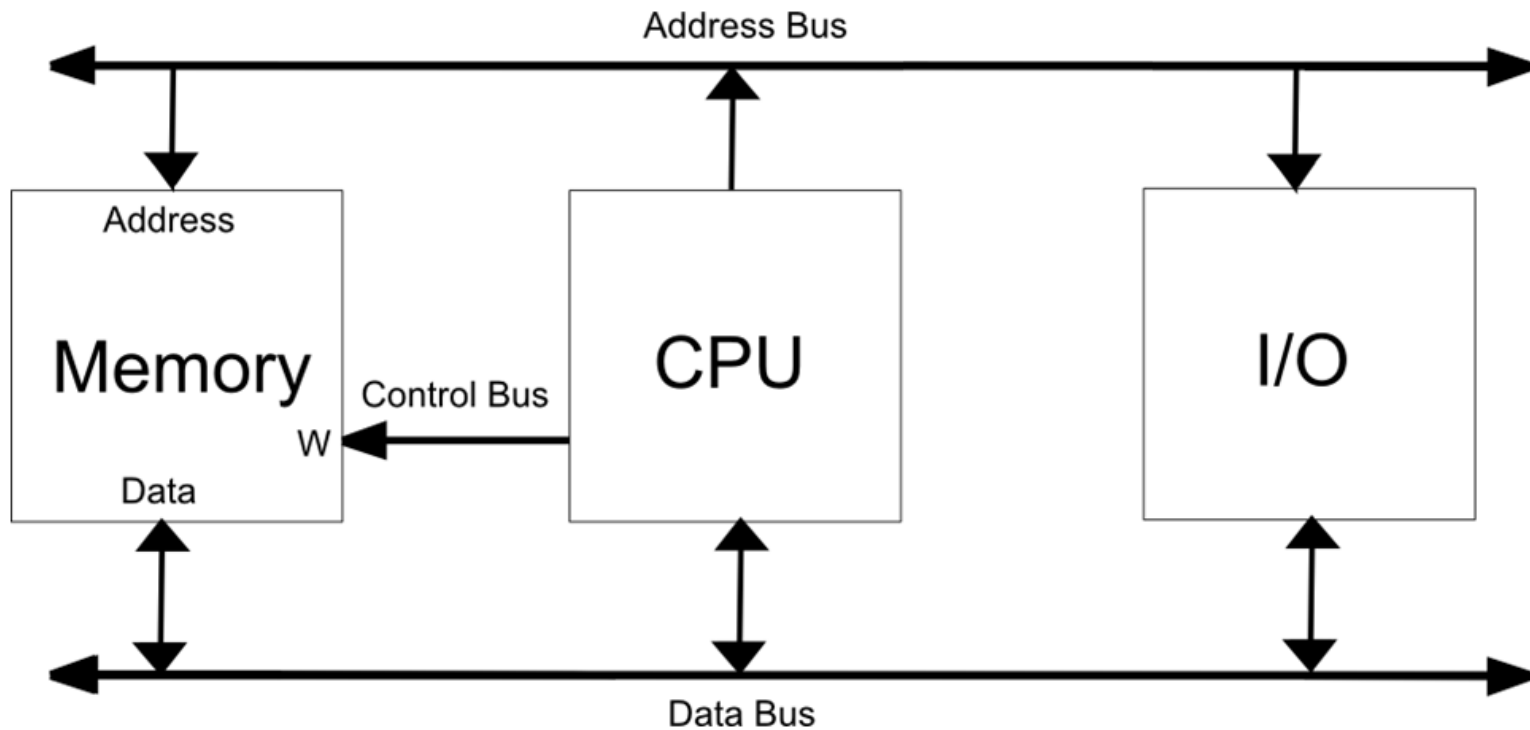 Address Bus
Address
Memory
CPU
I/O
Control Bus
W
Data
Data Bus